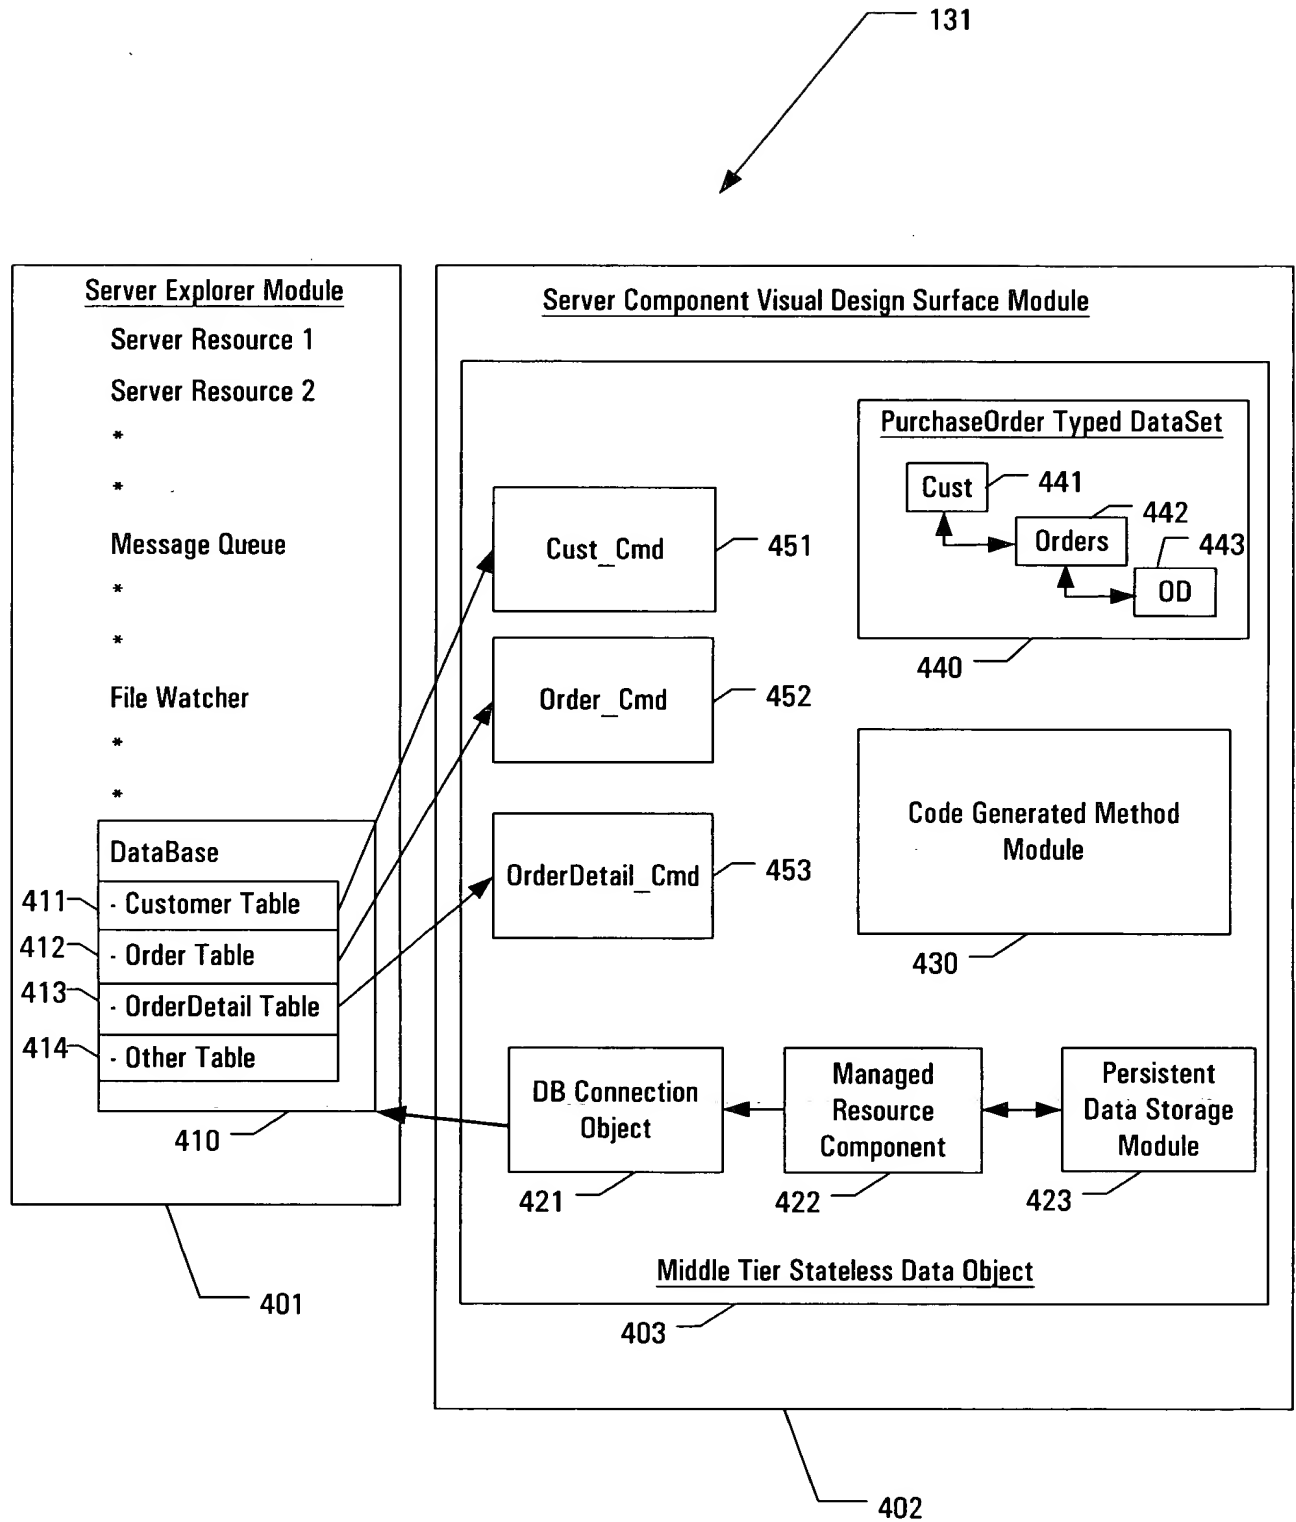 131
Server Explorer Module
Server Resource 1
Server Resource 2
*
*
Message Queue
*
*
File Watcher
*
*
DataBase
411
- Customer Table
412
- Order Table
413
- OrderDetail Table
414
- Other Table
410
401
Server Component Visual Design Surface Module
PurchaseOrder Typed DataSet
Cust
441
Orders
442
OD
443
440
Cust_Cmd
451
Order_Cmd
452
OrderDetail_Cmd
453
Code Generated Method
Module
430
DB Connection
Object
421
Managed
Resource
Component
422
Persistent
Data Storage
Module
423
Middle Tier Stateless Data Object
403
402